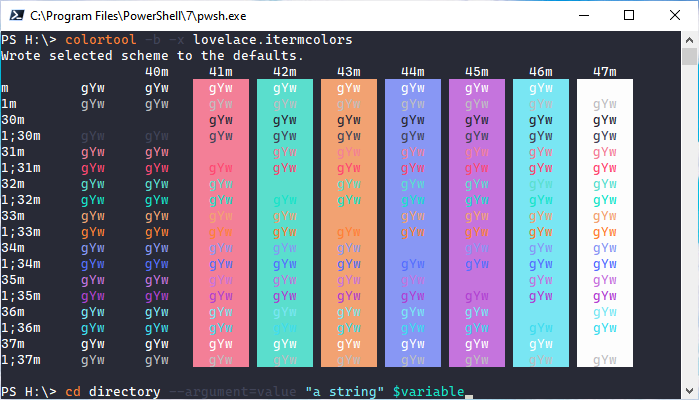 C:\Program Files\PowerShell\7\pwsh.exe
PS H:\> colortool -b -x lovelace.itermcolors
Wrote selected scheme to the defaults.
40m 41m 42m 43m 44m 45m 46m 47m
m gYw gYw gYw gYw gYw gYw gYw gYw
1m gYw gYw gYw gYw gYw gYw gYw gYw gYw
30m gYw gYw gYw gYw gYw gYw gYw
1;30m gYw gYw gYw gYw gYw gYw gYw gYw gYw
31m gYw gYw gYw gYw gYw gYw gYw gYw
1;31m gYw gYw gYw gYw gYw gYw gYw gYw gYw
32m gYw gYw gYw gYw gYw gYw gYw gYw
1;32m gYw gYw gYw gYw gYw gYw gYw gYw gYw
33m gYw gYw gYw gYw gYw gYw gYw gYw
1;33m gYw gYw gYw gYw gYw gYw gYw gYw gYw
34m gYw gYw gYw gYw gYw gYw gYw gYw
1;34m gYw gYw gYw gYw gYw gYw gYw gYw gYw
35m gYw gYw gYw gYw gYw gYw gYw gYw
1;35m gYw gYw gYw gYw gYw gYw gYw gYw gYw
36m gYw gYw gYw gYw gYw gYw gYw gYw
1;36m gYw gYw gYw gYw gYw gYw gYw gYw gYw
37m gYw gYw gYw gYw gYw gYw gYw gYw
1;37m gYw gYw gYw gYw gYw gYw gYw gYw gYw
PS H:\> cd directory --argument=value "a string" $variable